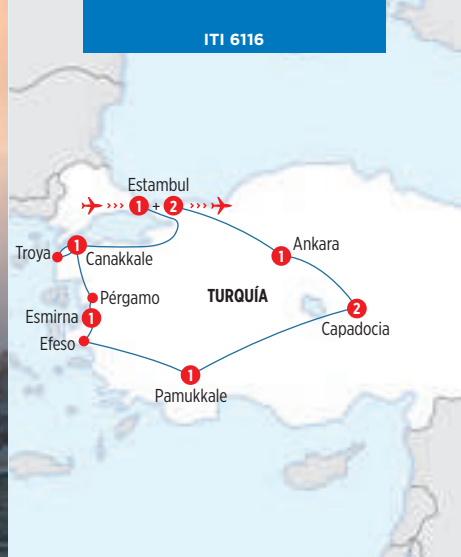 ITI 6116
Estambul
1 + 2
Ankara
1
Troya
1
Canakkale
Pérgamo
TURQUÍA
Esmirna 1
2
Capadocia
Efeso
1
Pamukkale